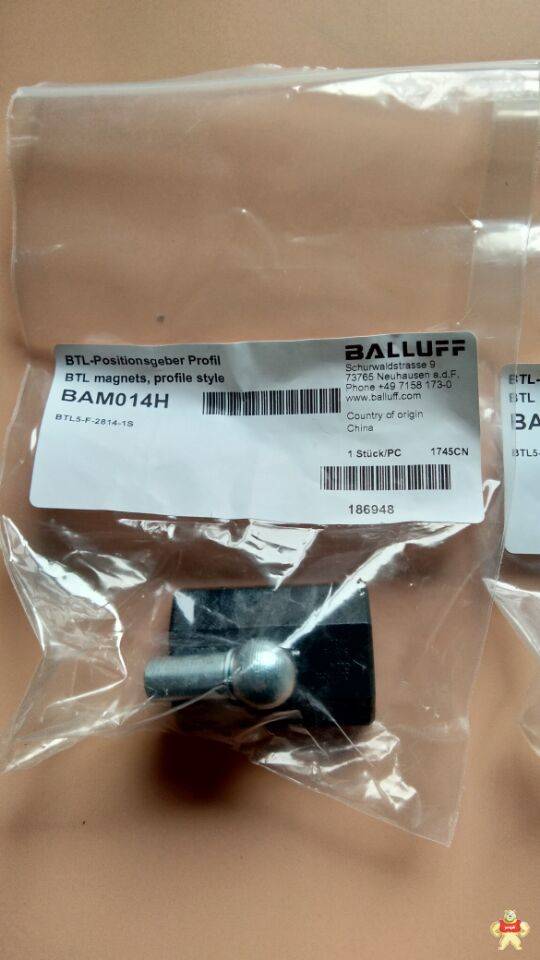 BTL-Positionsgeber Profil
BTL magnets, profile style
BAM014H
BTL5-F-2814-1S
BALLUFF
Schurwaldstrasse 9
73765 Neuhausen a.d.F.
Phone +49 7158 173-0
www.balluff.com
Country of origin
China
1 Stück/PC 1745CN
186948
BTL-
BTL
BA
BTL5-